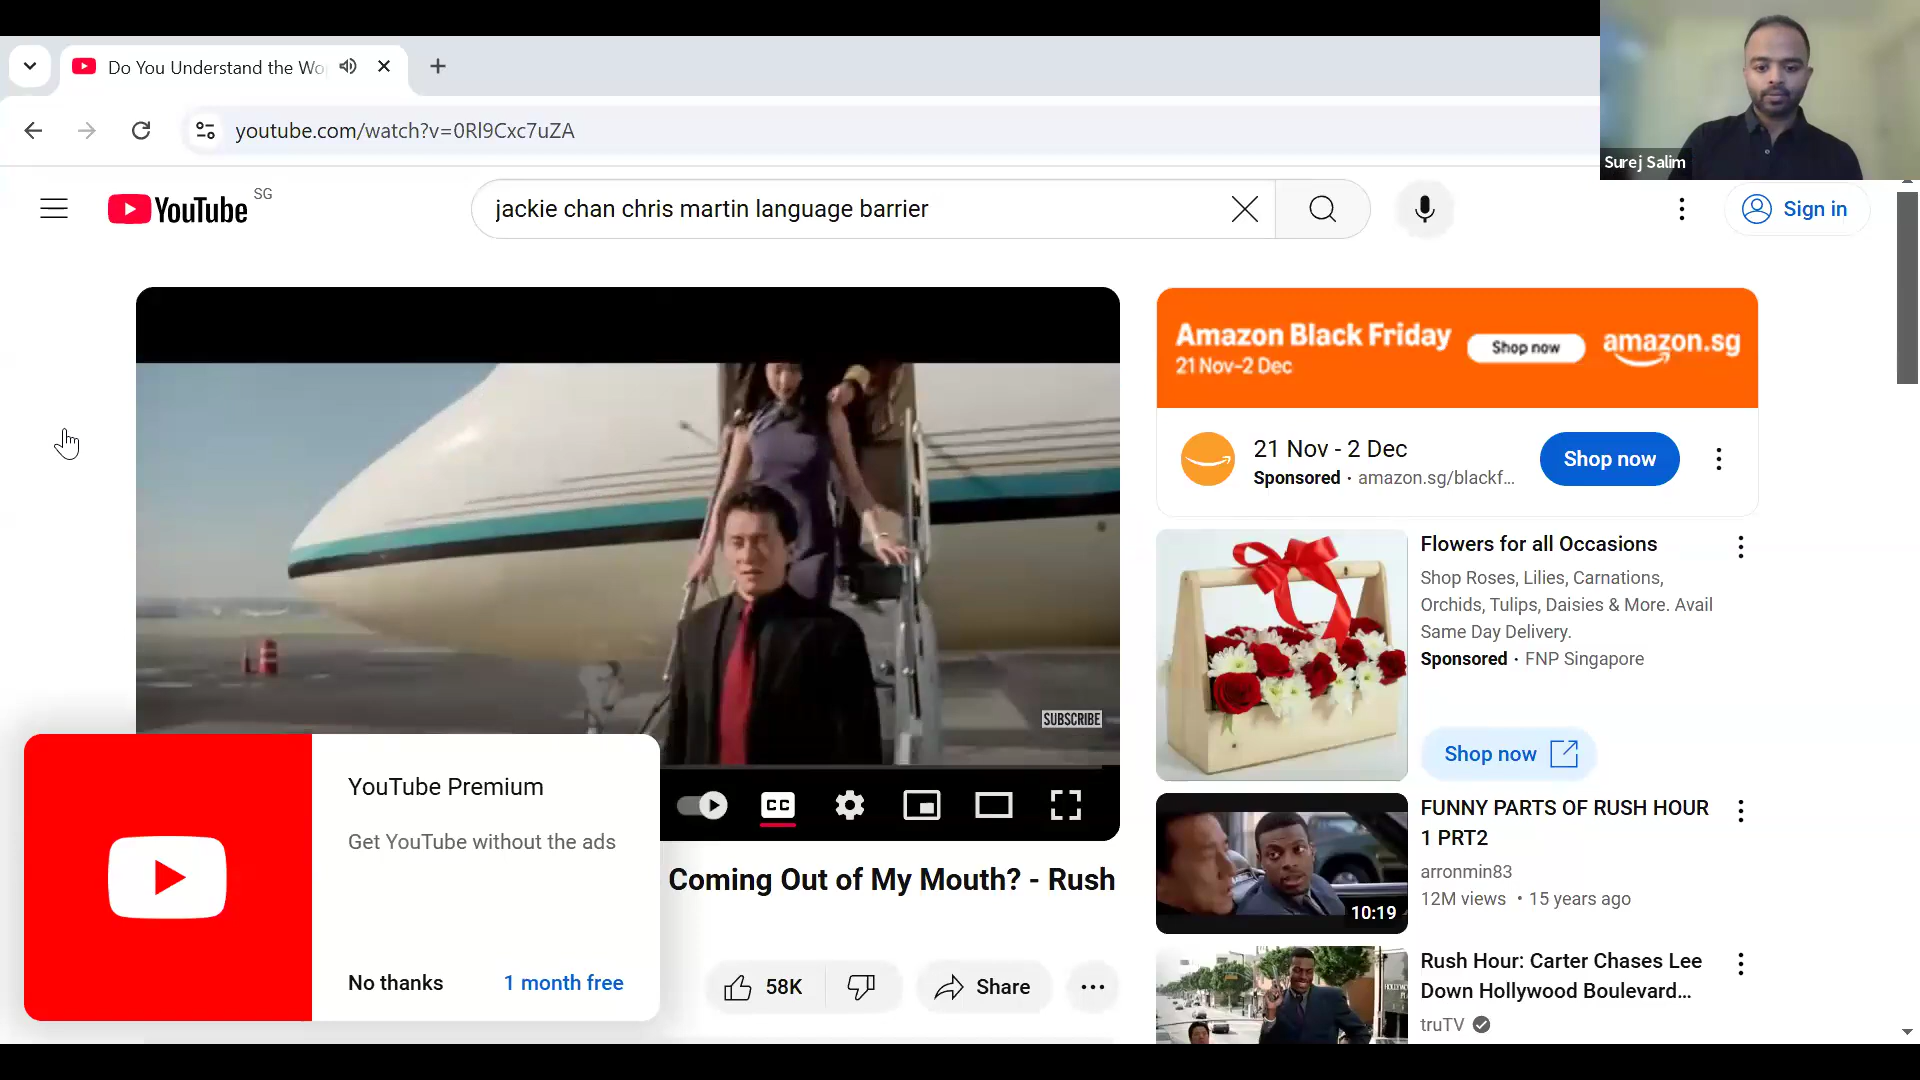 Do You Understand the Wo
youtube.com/watch?v=0Rl9Cxc7uZA
Surej Salim
YouTube SG
jackie chan chris martin language barrier
Sign in
SUBSCRIBE
CC
Amazon Black Friday
21 Nov–2 Dec
Shop now
amazon.sg
21 Nov - 2 Dec
Sponsored · amazon.sg/blackf...
Shop now
Flowers for all Occasions
Shop Roses, Lilies, Carnations,
Orchids, Tulips, Daisies & More. Avail
Same Day Delivery.
Sponsored · FNP Singapore
Shop now
FUNNY PARTS OF RUSH HOUR
1 PRT2
arronmin83
12M views • 15 years ago
10:19
Rush Hour: Carter Chases Lee
Down Hollywood Boulevard...
truTV
YouTube Premium
Get YouTube without the ads
No thanks
1 month free
Coming Out of My Mouth? - Rush
58K
Share